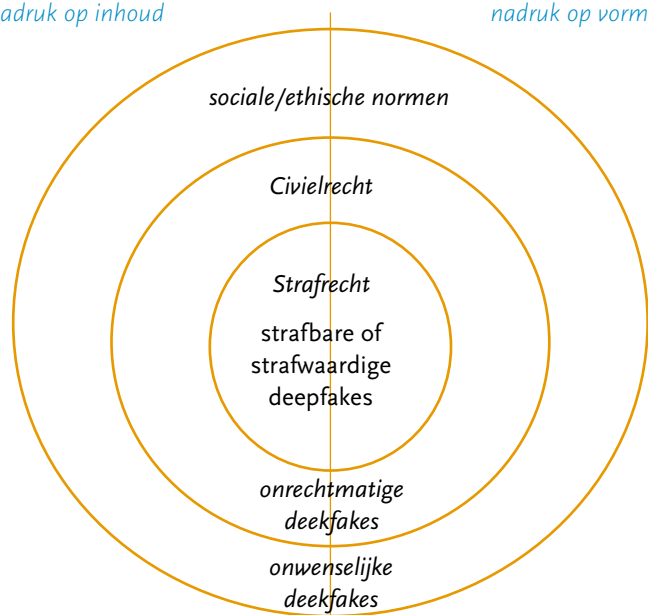 adruk op inhoud
nadruk op vorm
sociale/ethische normen
Civielrecht
Strafrecht
strafbare of
strafwaardige
deepfakes
onrechtmatige
deekfakes
onwenselijke
deekfakes